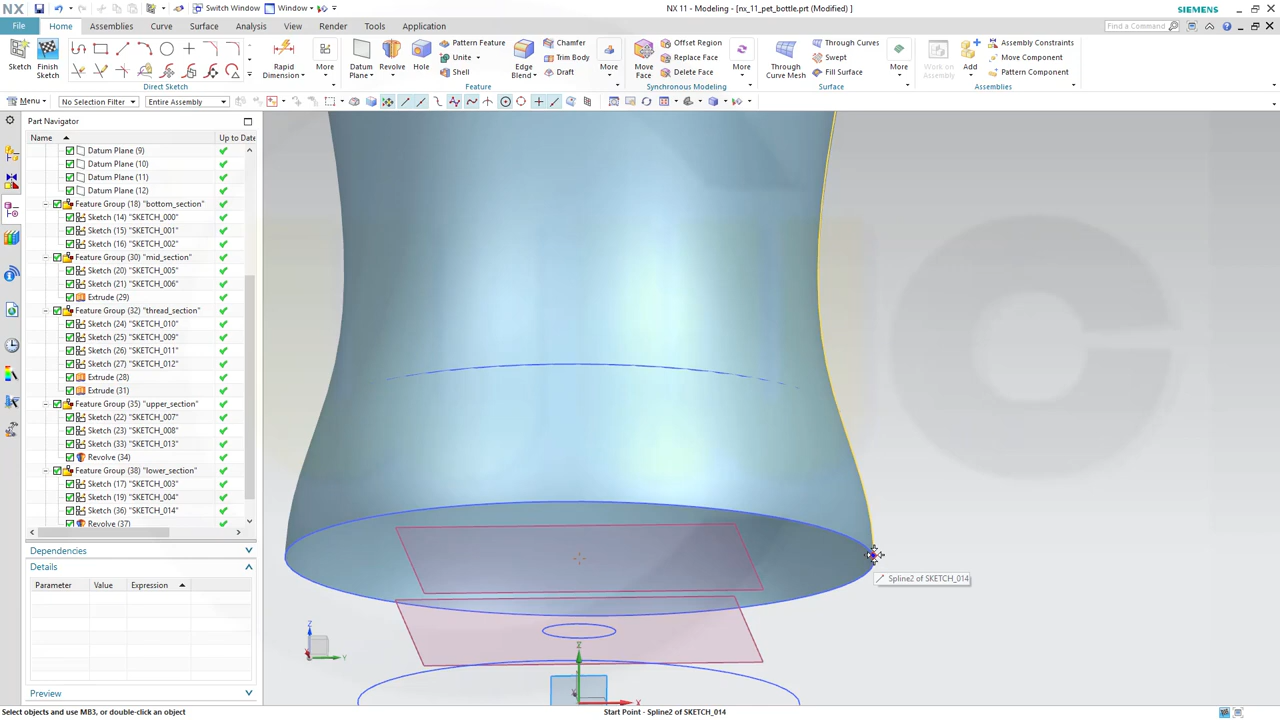 Switch Window Window NX 11 - Modeling - [nx_11_pet_bottle.prt (Modified) ] SIEMENS
File Home Assemblies Curve Surface Analysis View Render Tools Application Find a Command
Sketch Finish Sketch Rapid Dimension More Datum Plane Revolve Hole Pattern Feature Unite Shell Edge Blend Chamfer Trim Body Draft More Move Face Offset Region Replace Face Delete Face More Through Curve Mesh Through Curves Swept Fill Surface More Work on Assembly Add Assembly Constraints Move Component Pattern Component
Direct Sketch Feature Synchronous Modeling Surface Assemblies
Menu No Selection Filter Entire Assembly
Part Navigator
Name Up to Date
Datum Plane (9)
Datum Plane (10)
Datum Plane (11)
Datum Plane (12)
Feature Group (18) "bottom_section"
Sketch (14) "SKETCH_000"
Sketch (15) "SKETCH_001"
Sketch (16) "SKETCH_002"
Feature Group (30) "mid_section"
Sketch (20) "SKETCH_005"
Sketch (21) "SKETCH_006"
Extrude (29)
Feature Group (32) "thread_section"
Sketch (24) "SKETCH_010"
Sketch (25) "SKETCH_009"
Sketch (26) "SKETCH_011"
Sketch (27) "SKETCH_012"
Extrude (28)
Extrude (31)
Feature Group (35) "upper_section"
Sketch (22) "SKETCH_007"
Sketch (23) "SKETCH_008"
Sketch (33) "SKETCH_013"
Revolve (34)
Feature Group (38) "lower_section"
Sketch (17) "SKETCH_003"
Sketch (19) "SKETCH_004"
Sketch (36) "SKETCH_014"
Revolve (37)
Dependencies
Details
Parameter Value Expression
Preview
Spline2 of SKETCH_014
Z
Y
Z
X
Select objects and use MB3, or double-click an object
Start Point - Spline2 of SKETCH_014